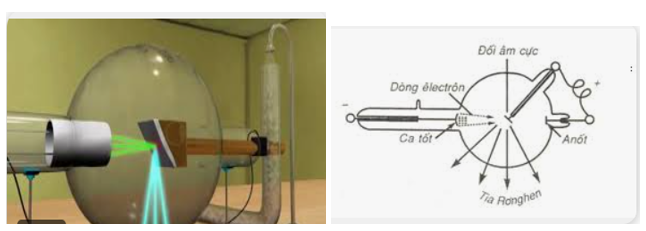 Đối âm cực
Dòng êlectrôn
+
−
Ca tốt
Anốt
Tia Rơnghen